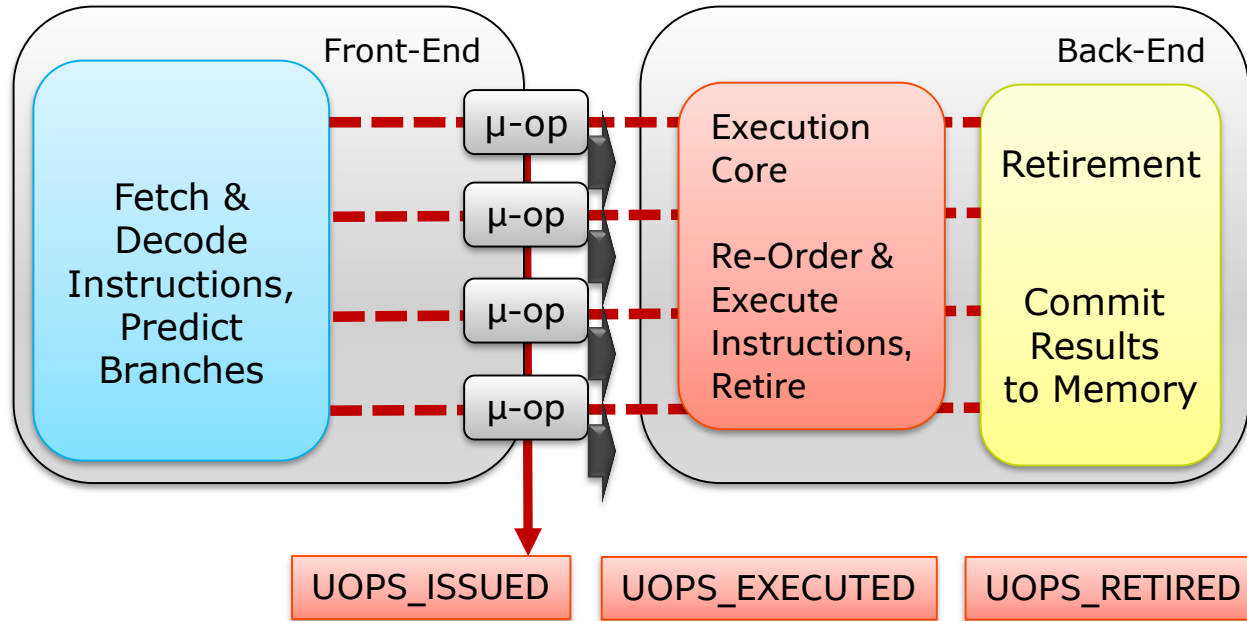 Front-End
Back-End
Fetch &
Decode
Instructions,
Predict
Branches
μ-op
μ-op
μ-op
μ-op
Execution
Core
Re-Order &
Execute
Instructions,
Retire
Retirement
Commit
Results
to Memory
UOPS_ISSUED
UOPS_EXECUTED
UOPS_RETIRED